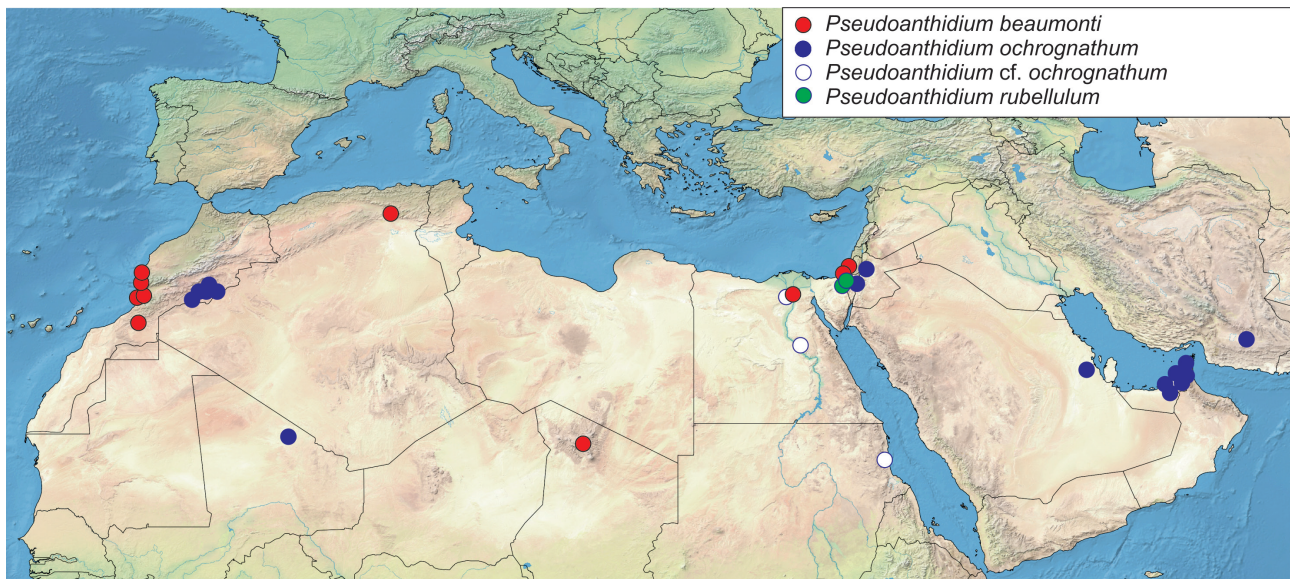 Pseudoanthidium beaumonti
Pseudoanthidium ochrognathum
Pseudoanthidium cf. ochrognathum
Pseudoanthidium rubellulum